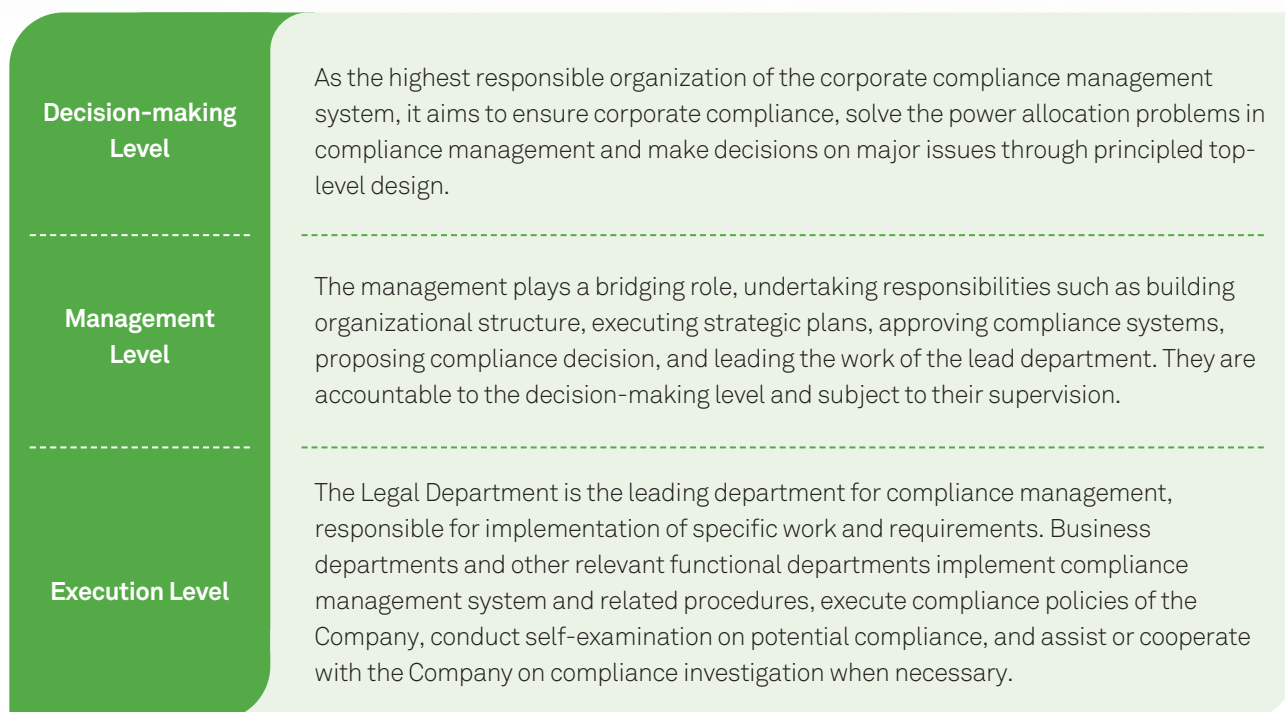 Decision-making
Level
As the highest responsible organization of the corporate compliance management
system, it aims to ensure corporate compliance, solve the power allocation problems in
compliance management and make decisions on major issues through principled top-
level design.
Management
Level
The management plays a bridging role, undertaking responsibilities such as building
organizational structure, executing strategic plans, approving compliance systems,
proposing compliance decision, and leading the work of the lead department. They are
accountable to the decision-making level and subject to their supervision.
Execution Level
The Legal Department is the leading department for compliance management,
responsible for implementation of specific work and requirements. Business
departments and other relevant functional departments implement compliance
management system and related procedures, execute compliance policies of the
Company, conduct self-examination on potential compliance, and assist or cooperate
with the Company on compliance investigation when necessary.